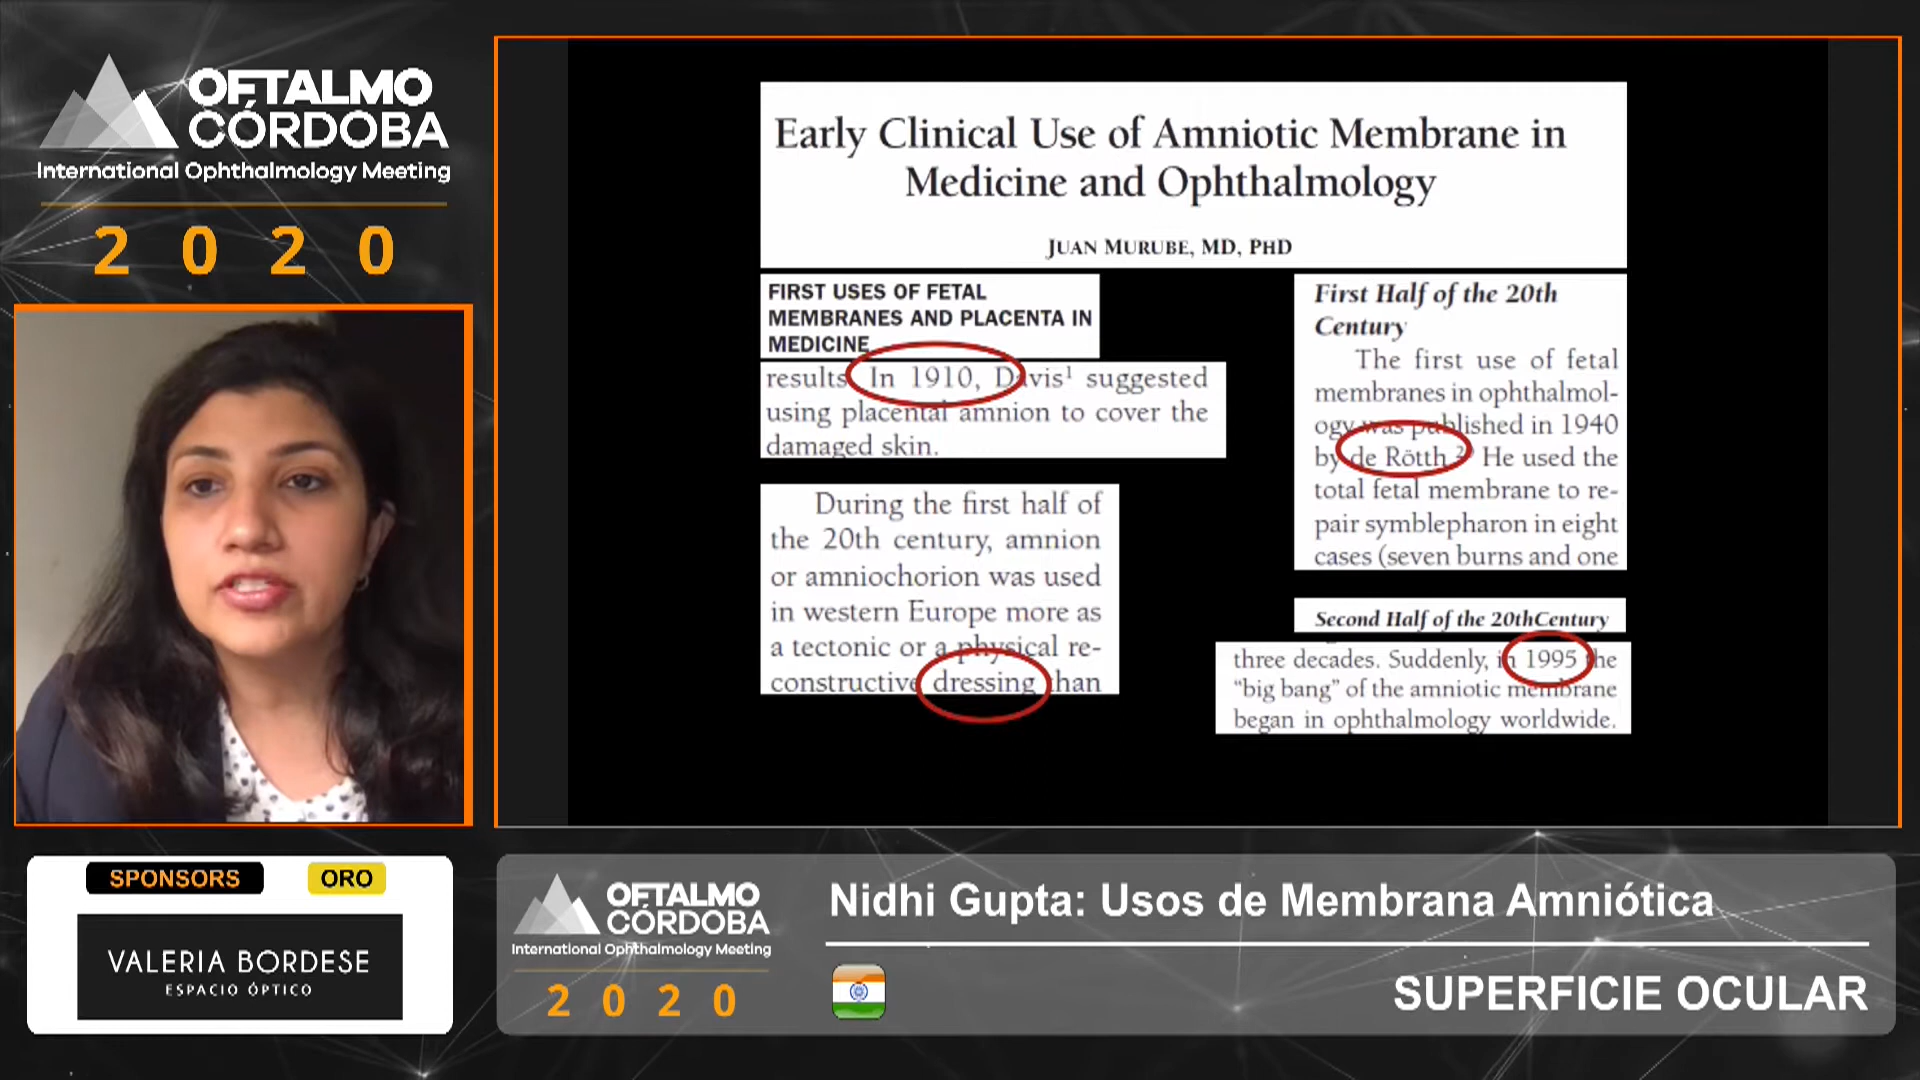 OFTALMO
CÓRDOBA
International Ophthalmology Meeting
2 0 2 0
Early Clinical Use of Amniotic Membrane in
Medicine and Ophthalmology
JUAN MURUBE, MD, PHD
FIRST USES OF FETAL
MEMBRANES AND PLACENTA IN
MEDICINE
results. In 1910, Davis¹ suggested
using placental amnion to cover the
damaged skin.
During the first half of
the 20th century, amnion
or amniochorion was used
in western Europe more as
a tectonic or a physical re-
constructive dressing than
First Half of the 20th
Century
The first use of fetal
membranes in ophthalmol-
ogy was published in 1940
by de Rötth.² He used the
total fetal membrane to re-
pair symblepharon in eight
cases (seven burns and one
Second Half of the 20thCentury
three decades. Suddenly, in 1995 the
“big bang” of the amniotic membrane
began in ophthalmology worldwide.
SPONSORS
ORO
VALERIA BORDESE
ESPACIO ÓPTICO
OFTALMO
CÓRDOBA
International Ophthalmology Meeting
2 0 2 0
Nidhi Gupta: Usos de Membrana Amniótica
SUPERFICIE OCULAR